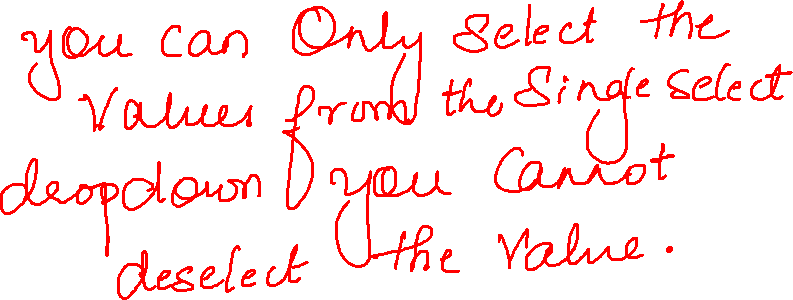 you can Only Select the
Values from the Single select
dropdown you Cannot
deselect the Value.